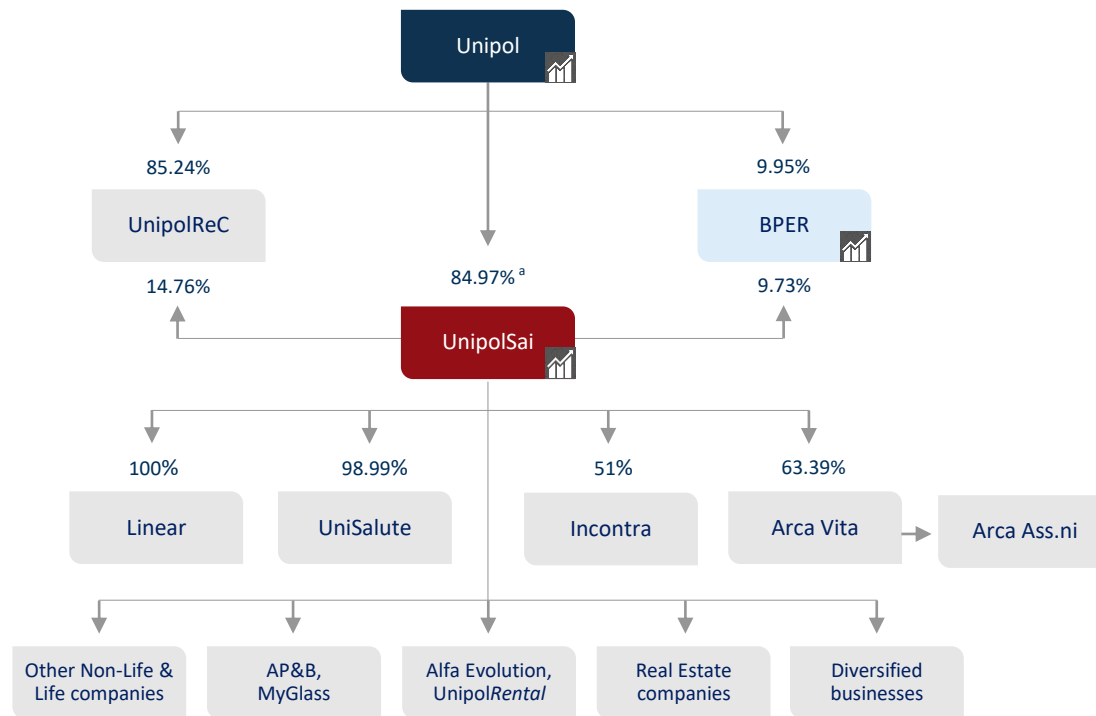 Unipol
85.24%
9.95%
UnipolReC
BPER
14.76%
84.97% a
9.73%
UnipolSai
100%
98.99%
51%
63.39%
Linear
UniSalute
Incontra
Arca Vita
Arca Ass.ni
Other Non-Life &
Life companies
AP&B,
MyGlass
Alfa Evolution,
UnipolRental
Real Estate
companies
Diversified
businesses